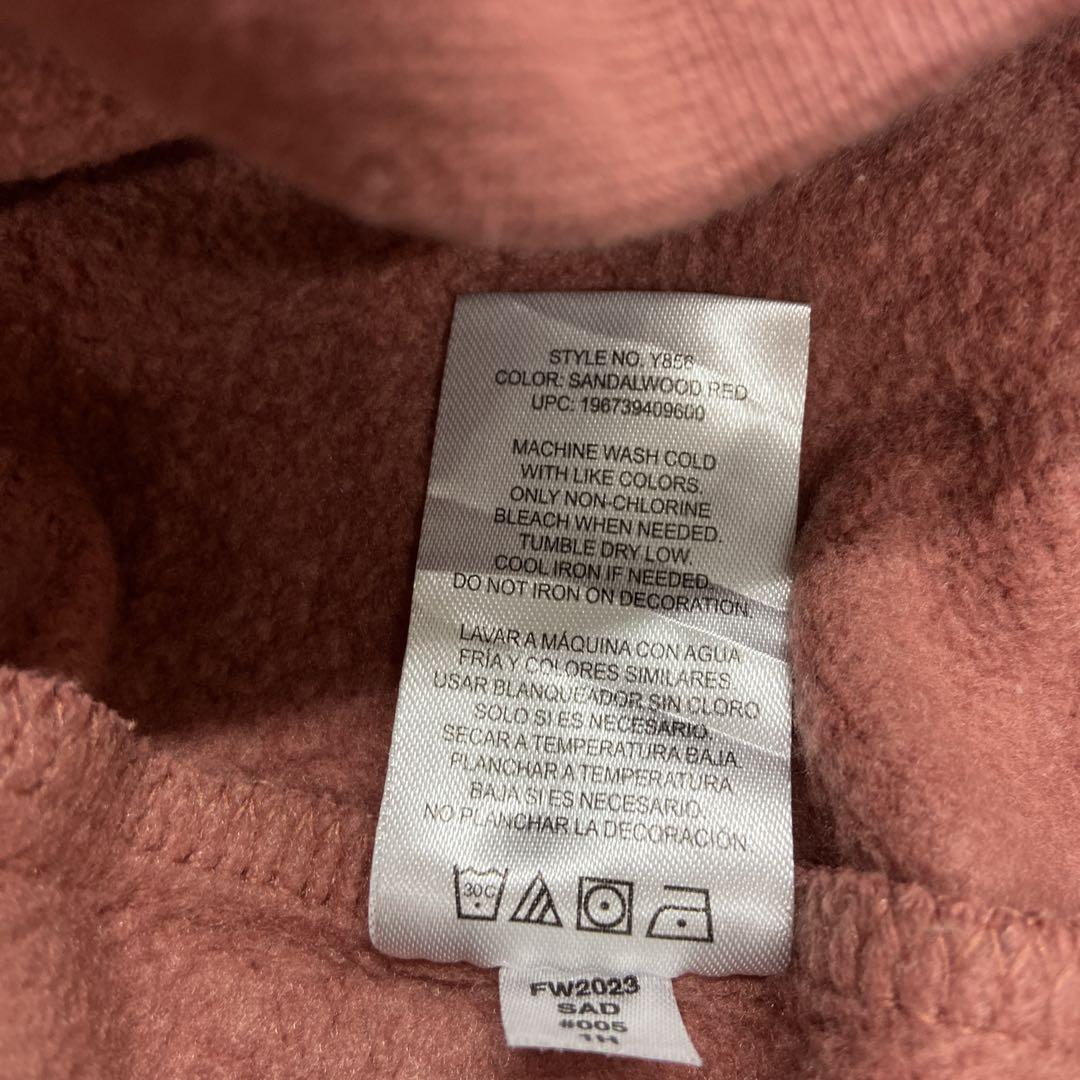 STYLE NO. Y856
COLOR: SANDALWOOD RED
UPC: 196739409600
MACHINE WASH COLD
WITH LIKE COLORS.
ONLY NON-CHLORINE
BLEACH WHEN NEEDED.
TUMBLE DRY LOW.
COOL IRON IF NEEDED.
DO NOT IRON ON DECORATION.
LAVAR A MÁQUINA CON AGUA
FRÍA Y COLORES SIMILARES.
USAR BLANQUEADOR SIN CLORO
SOLO SI ES NECESARIO.
SECAR A TEMPERATURA BAJA
PLANCHAR A TEMPERATURA
BAJA SI ES NECESARIO.
NO PLANCHAR LA DECORACIÓN.
30C
FW2023
SAD
#005
1H